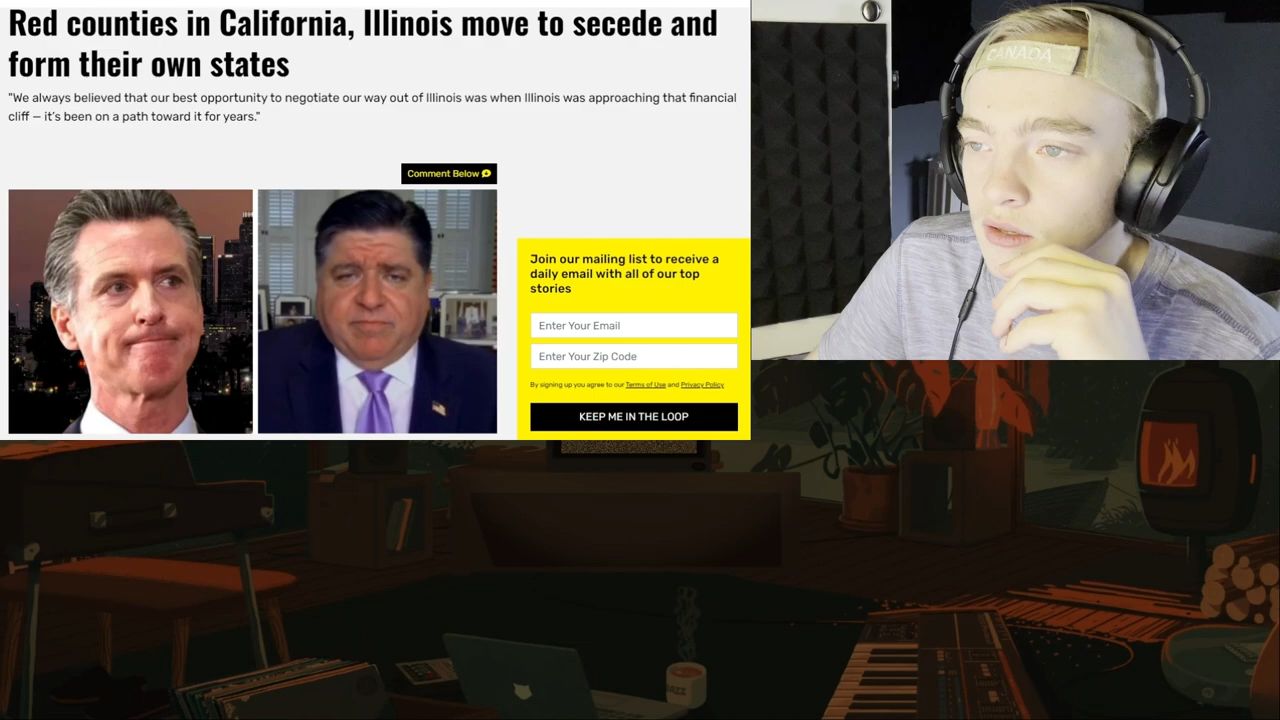 Red counties in California, Illinois move to secede and
form their own states
"We always believed that our best opportunity to negotiate our way out of Illinois was when Illinois was approaching that financial
cliff – it's been on a path toward it for years."
Comment Below
Join our mailing list to receive a
daily email with all of our top
stories
Enter Your Email
Enter Your Zip Code
By signing up you agree to our Terms of Use and Privacy Policy
KEEP ME IN THE LOOP
CANADA
JAZZ